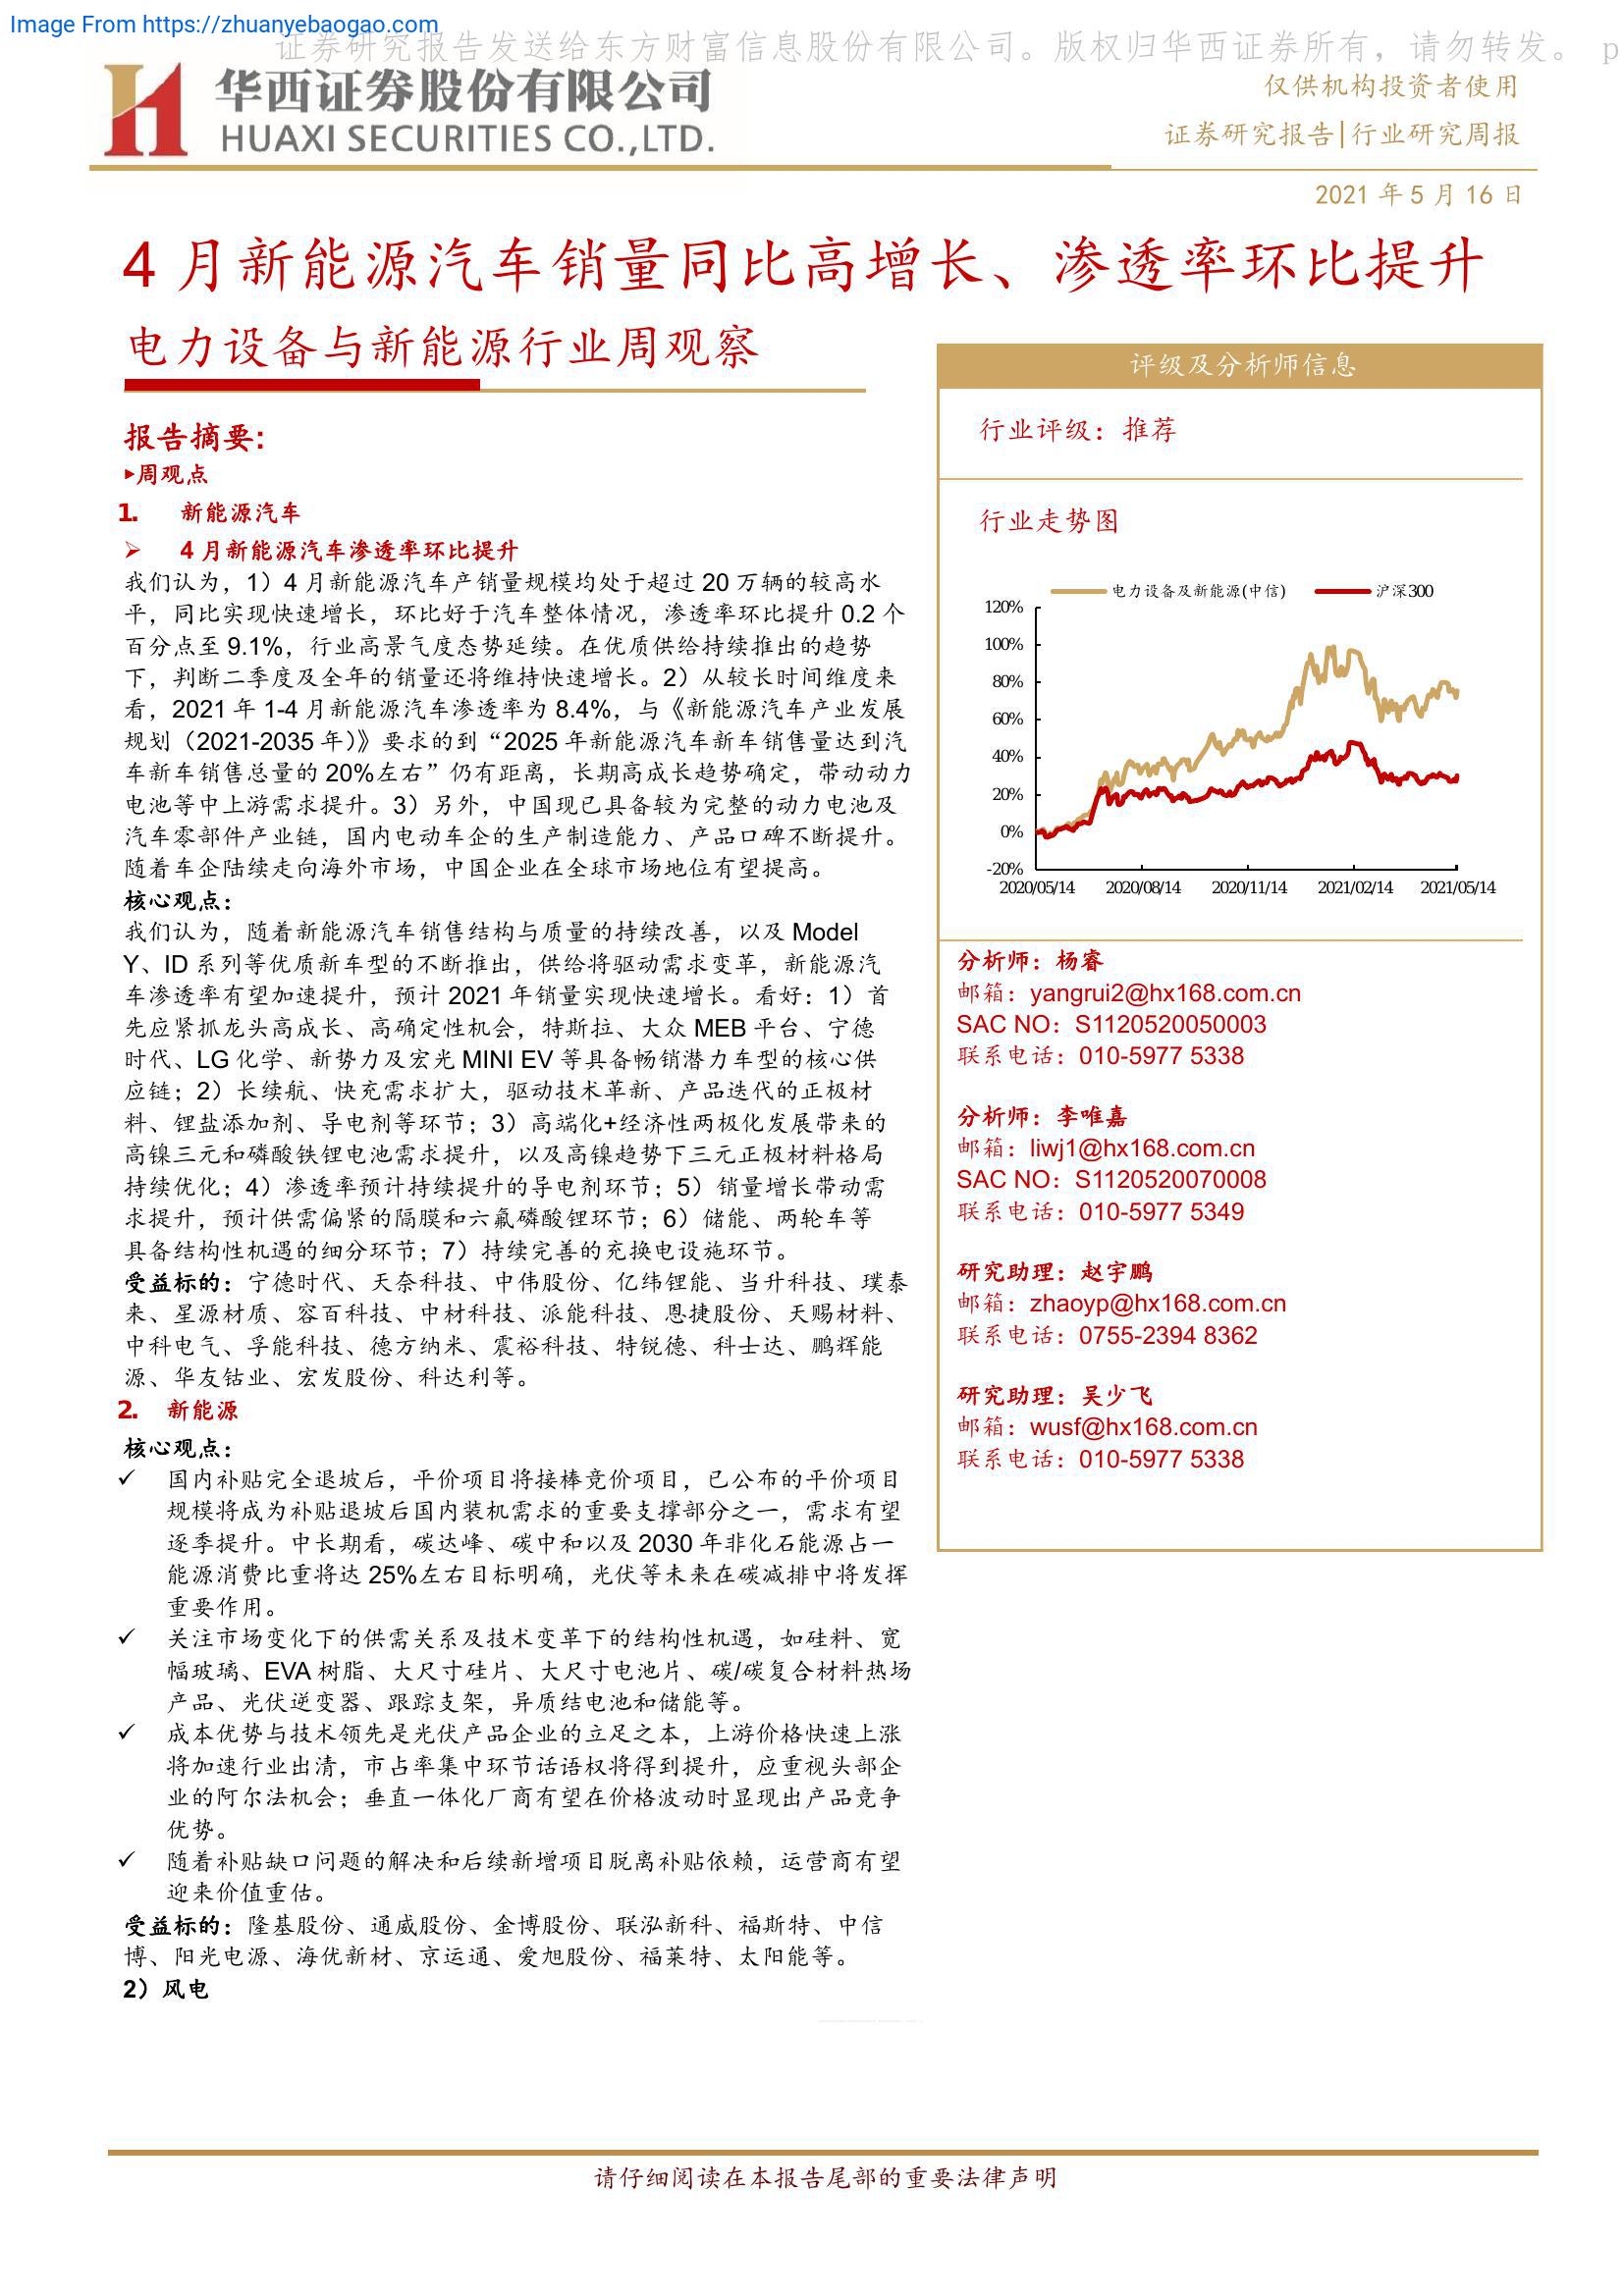 Image From https://zhuanyebaogao.com
证券研究报告发送给东方财富信息股份有限公司。版权归华西证券所有，请勿转发。 p
华西证券股份有限公司
HUAXI SECURITIES CO.,LTD.
仅供机构投资者使用
证券研究报告|行业研究周报
2021 年 5 月 16 日
4 月新能源汽车销量同比高增长、渗透率环比提升
电力设备与新能源行业周观察
报告摘要:
▸周观点
1. 新能源汽车
➢ 4 月新能源汽车渗透率环比提升
我们认为，1）4 月新能源汽车产销量规模均处于超过 20 万辆的较高水
平，同比实现快速增长，环比好于汽车整体情况，渗透率环比提升 0.2 个
百分点至 9.1%，行业高景气度态势延续。在优质供给持续推出的趋势
下，判断二季度及全年的销量还将维持快速增长。2）从较长时间维度来
看，2021 年 1-4 月新能源汽车渗透率为 8.4%，与《新能源汽车产业发展
规划（2021-2035 年）》要求的到“2025 年新能源汽车新车销售量达到汽
车新车销售总量的 20%左右”仍有距离，长期高成长趋势确定，带动动力
电池等中上游需求提升。3）另外，中国现已具备较为完整的动力电池及
汽车零部件产业链，国内电动车企的生产制造能力、产品口碑不断提升。
随着车企陆续走向海外市场，中国企业在全球市场地位有望提高。
核心观点：
我们认为，随着新能源汽车销售结构与质量的持续改善，以及 Model
Y、ID 系列等优质新车型的不断推出，供给将驱动需求变革，新能源汽
车渗透率有望加速提升，预计 2021 年销量实现快速增长。看好：1）首
先应紧抓龙头高成长、高确定性机会，特斯拉、大众 MEB 平台、宁德
时代、LG 化学、新势力及宏光 MINI EV 等具备畅销潜力车型的核心供
应链；2）长续航、快充需求扩大，驱动技术革新、产品迭代的正极材
料、锂盐添加剂、导电剂等环节；3）高端化+经济性两极化发展带来的
高镍三元和磷酸铁锂电池需求提升，以及高镍趋势下三元正极材料格局
持续优化；4）渗透率预计持续提升的导电剂环节；5）销量增长带动需
求提升，预计供需偏紧的隔膜和六氟磷酸锂环节；6）储能、两轮车等
具备结构性机遇的细分环节；7）持续完善的充换电设施环节。
受益标的：宁德时代、天奈科技、中伟股份、亿纬锂能、当升科技、璞泰
来、星源材质、容百科技、中材科技、派能科技、恩捷股份、天赐材料、
中科电气、孚能科技、德方纳米、震裕科技、特锐德、科士达、鹏辉能
源、华友钴业、宏发股份、科达利等。
2. 新能源
核心观点：
✓ 国内补贴完全退坡后，平价项目将接棒竞价项目，已公布的平价项目
规模将成为补贴退坡后国内装机需求的重要支撑部分之一，需求有望
逐季提升。中长期看，碳达峰、碳中和以及 2030 年非化石能源占一
能源消费比重将达 25%左右目标明确，光伏等未来在碳减排中将发挥
重要作用。
✓ 关注市场变化下的供需关系及技术变革下的结构性机遇，如硅料、宽
幅玻璃、EVA 树脂、大尺寸硅片、大尺寸电池片、碳/碳复合材料热场
产品、光伏逆变器、跟踪支架，异质结电池和储能等。
✓ 成本优势与技术领先是光伏产品企业的立足之本，上游价格快速上涨
将加速行业出清，市占率集中环节话语权将得到提升，应重视头部企
业的阿尔法机会；垂直一体化厂商有望在价格波动时显现出产品竞争
优势。
✓ 随着补贴缺口问题的解决和后续新增项目脱离补贴依赖，运营商有望
迎来价值重估。
受益标的：隆基股份、通威股份、金博股份、联泓新科、福斯特、中信
博、阳光电源、海优新材、京运通、爱旭股份、福莱特、太阳能等。
2）风电
评级及分析师信息
行业评级：推荐
行业走势图
电力设备及新能源(中信) 沪深300
120%
100%
80%
60%
40%
20%
0%
-20%
2020/05/14 2020/08/14 2020/11/14 2021/02/14 2021/05/14
分析师：杨睿
邮箱：yangrui2@hx168.com.cn
SAC NO：S1120520050003
联系电话：010-5977 5338
分析师：李唯嘉
邮箱：liwj1@hx168.com.cn
SAC NO：S1120520070008
联系电话：010-5977 5349
研究助理：赵宇鹏
邮箱：zhaoyp@hx168.com.cn
联系电话：0755-2394 8362
研究助理：吴少飞
邮箱：wusf@hx168.com.cn
联系电话：010-5977 5338
请仔细阅读在本报告尾部的重要法律声明